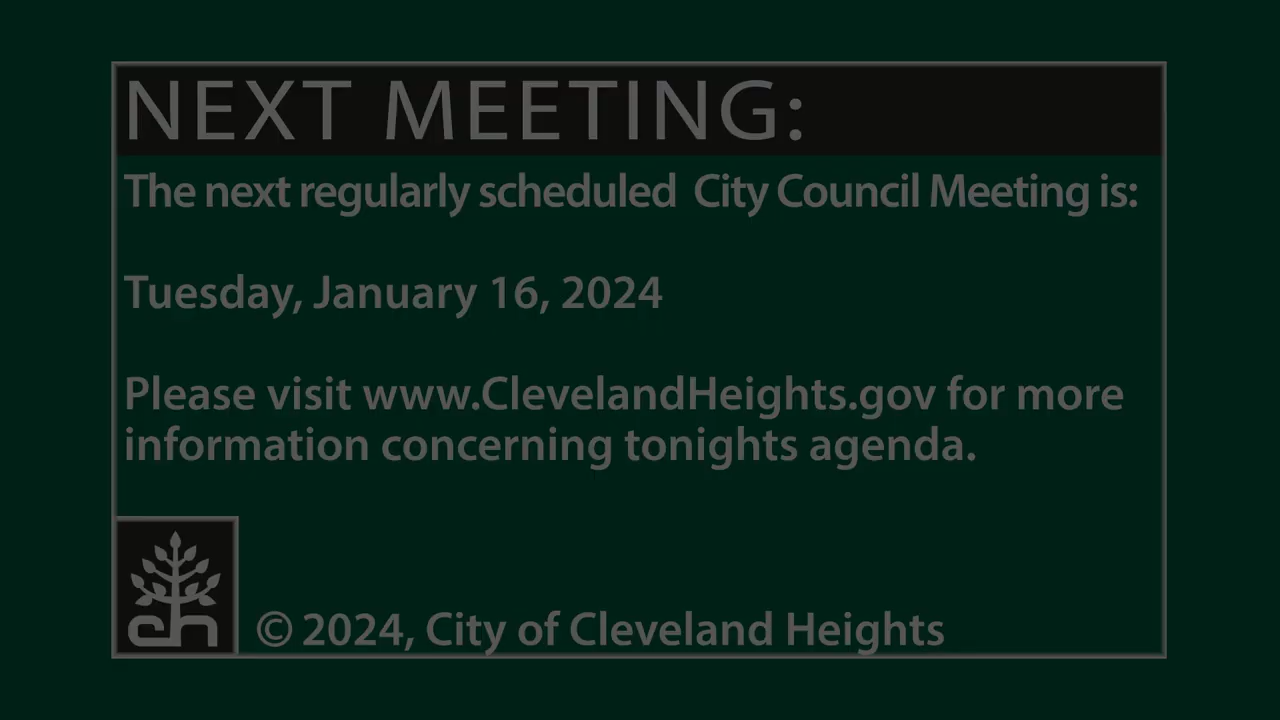 NEXT MEETING:
The next regularly scheduled City Council Meeting is:
Tuesday, January 16, 2024
Please visit www.ClevelandHeights.gov for more
information concerning tonights agenda.
ch
© 2024, City of Cleveland Heights